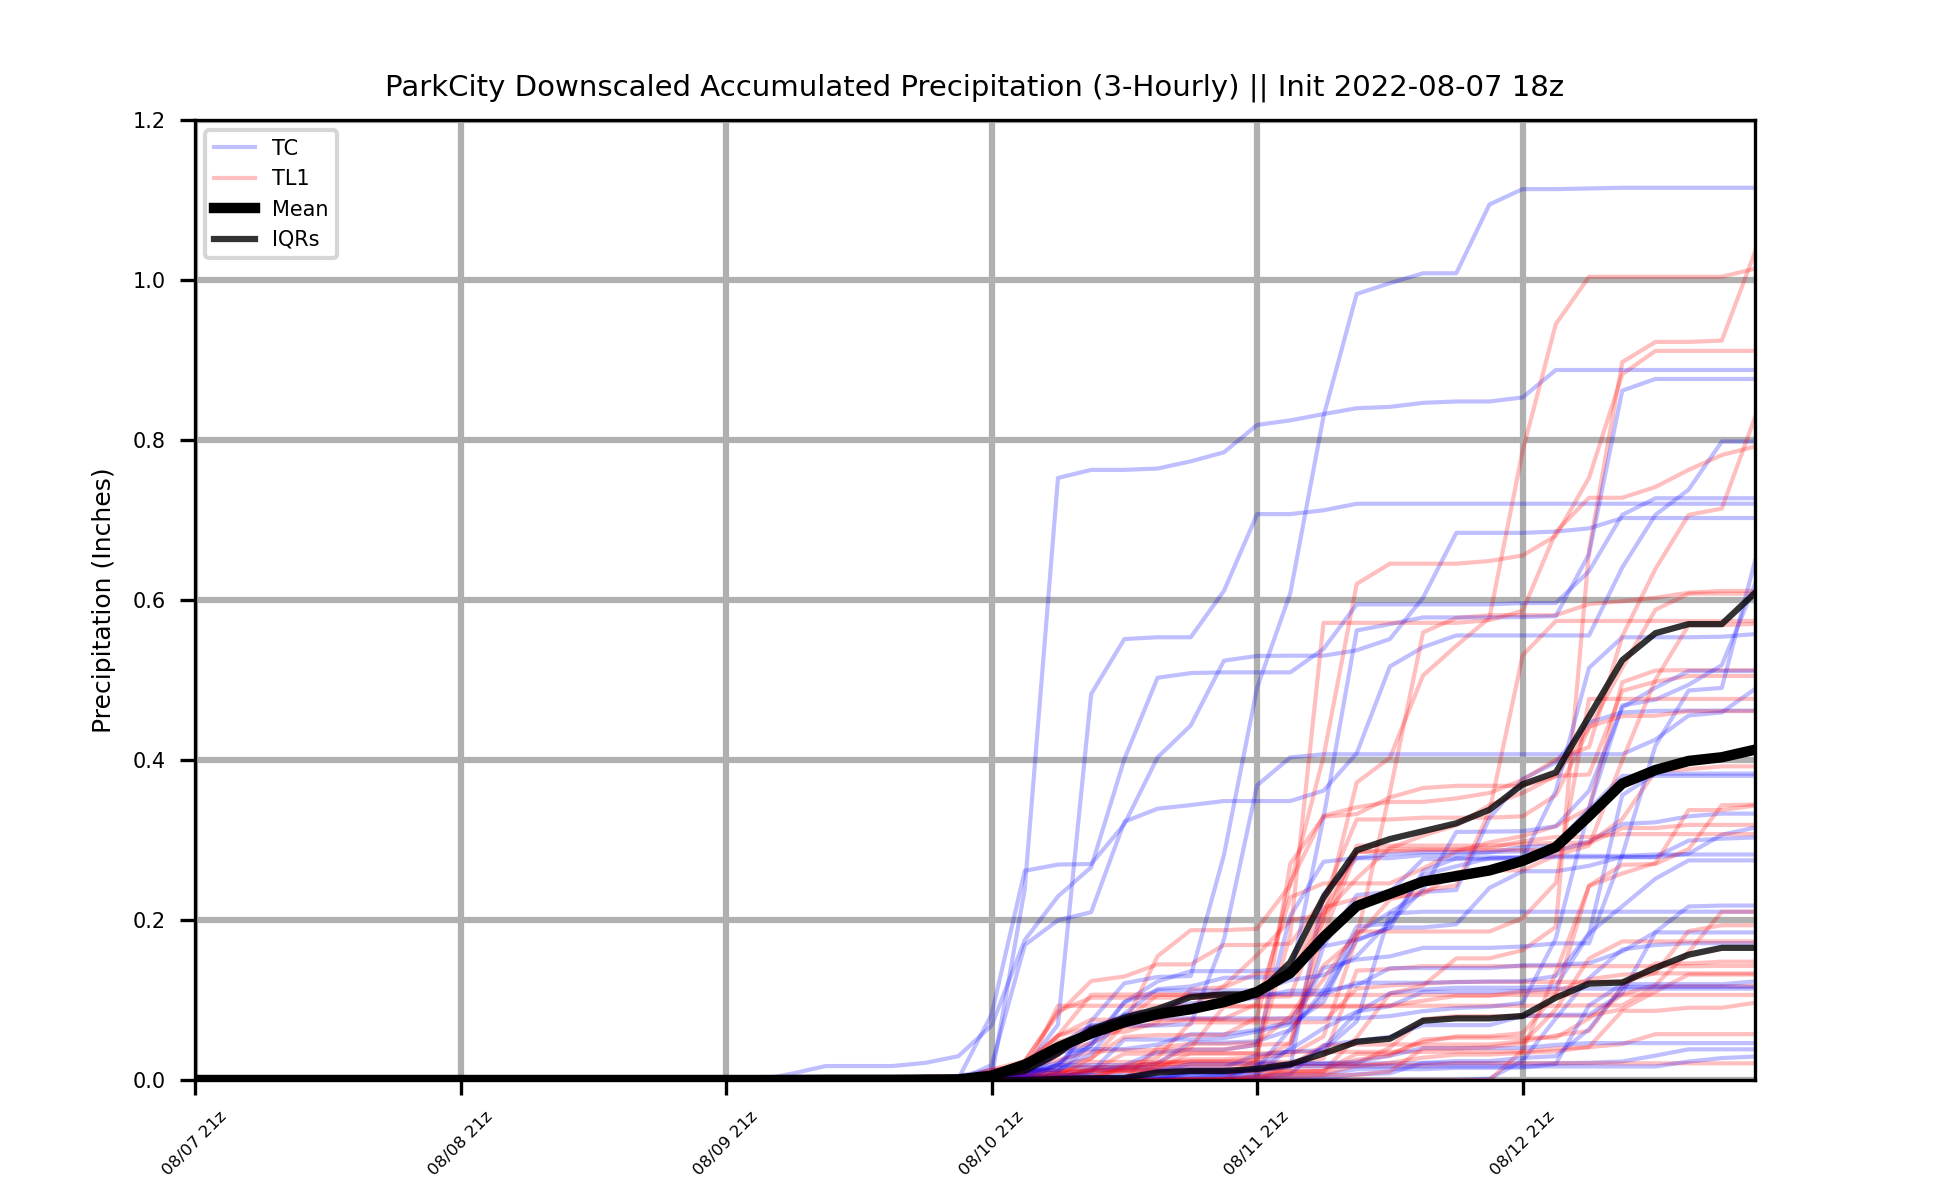 ParkCity Downscaled Accumulated Precipitation (3-Hourly) || Init 2022-08-07 18z
TC
TL1
Mean
IQRs
Precipitation (Inches)
1.2
1.0
0.8
0.6
0.4
0.2
0.0
08/07 21z
08/08 21z
08/09 21z
08/10 21z
08/11 21z
08/12 21z